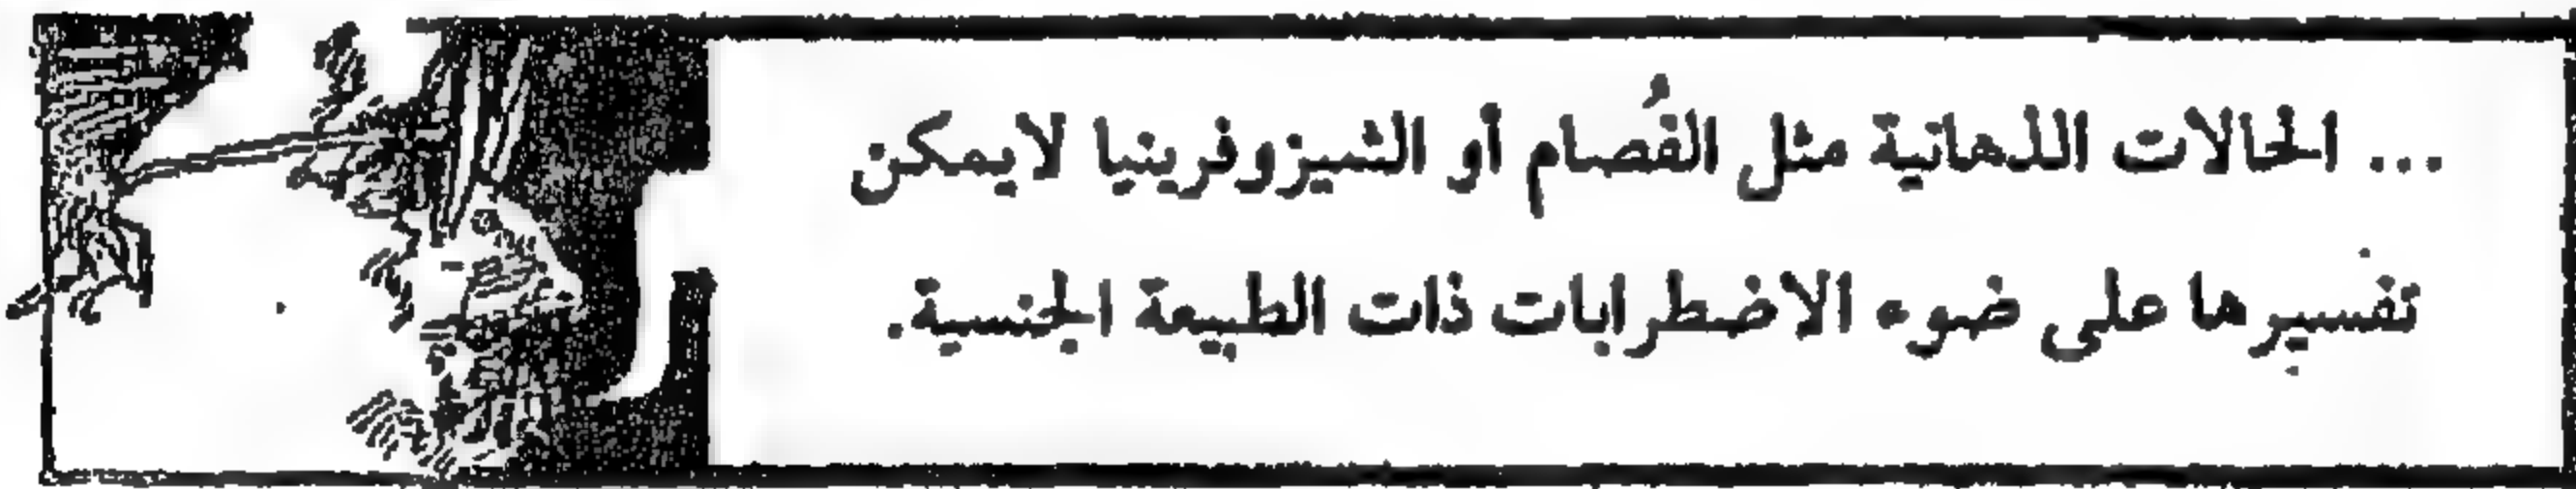 ... الحالات الذهانية مثل الفُصام أو الشيزوفرينيا لايمكن
تفسيرها على ضوء الاضطرابات ذات الطبيعة الجنسية.